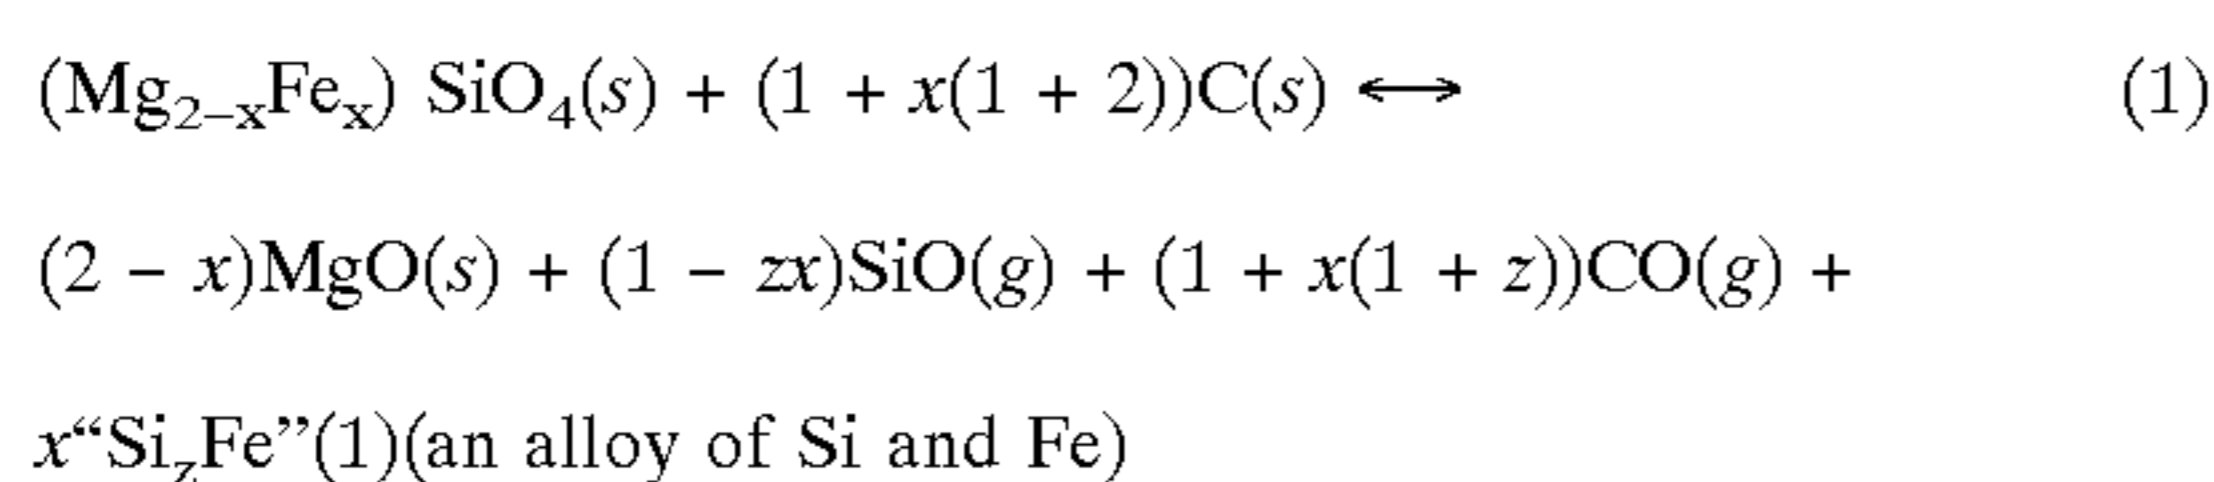 (Mg₂₋ₓFeₓ) SiO₄(s) + (1 + x(1 + 2))C(s) ⟷ (1)
(2 − x)MgO(s) + (1 − zx)SiO(g) + (1 + x(1 + z))CO(g) +
x“Si_zFe”(1)(an alloy of Si and Fe)